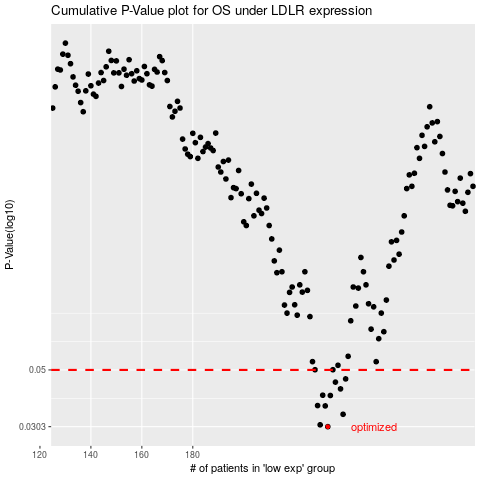 Cumulative P-Value plot for OS under LDLR expression
P-Value(log10)
0.05
0.0303
optimized
120 140 160 180
# of patients in 'low exp' group